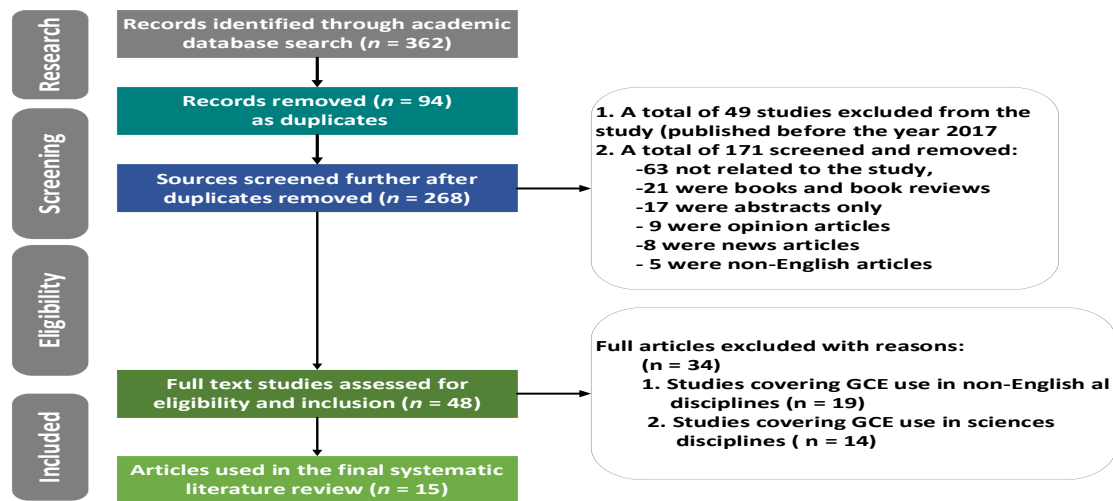 Research
Records identified through academic
database search (n = 362)
Screening
Records removed (n = 94)
as duplicates
Sources screened further after
duplicates removed (n = 268)
1. A total of 49 studies excluded from the
study (published before the year 2017
2. A total of 171 screened and removed:
-63 not related to the study,
-21 were books and book reviews
-17 were abstracts only
- 9 were opinion articles
-8 were news articles
- 5 were non-English articles
Eligibility
Full text studies assessed for
eligibility and inclusion (n = 48)
Full articles excluded with reasons:
(n = 34)
1. Studies covering GCE use in non-English al
disciplines (n = 19)
2. Studies covering GCE use in sciences
disciplines ( n = 14)
Included
Articles used in the final systematic
literature review (n = 15)